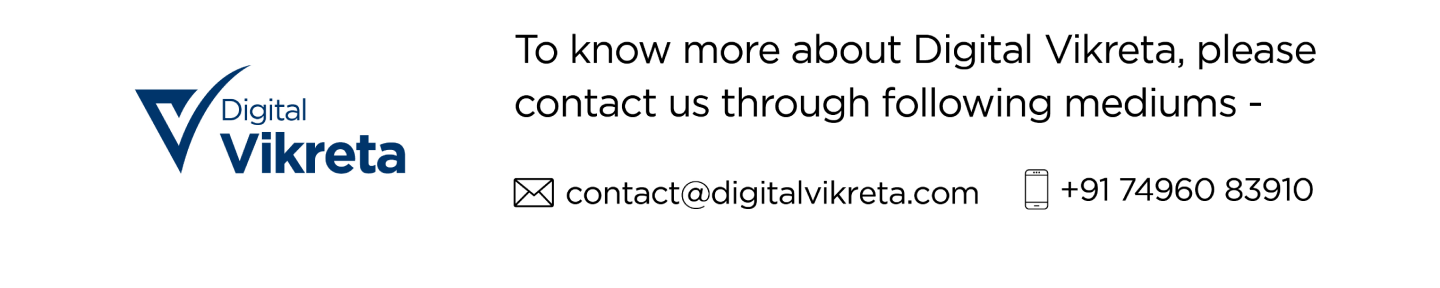 Digital
Vikreta
To know more about Digital Vikreta, please
contact us through following mediums -
contact@digitalvikreta.com
+91 74960 83910